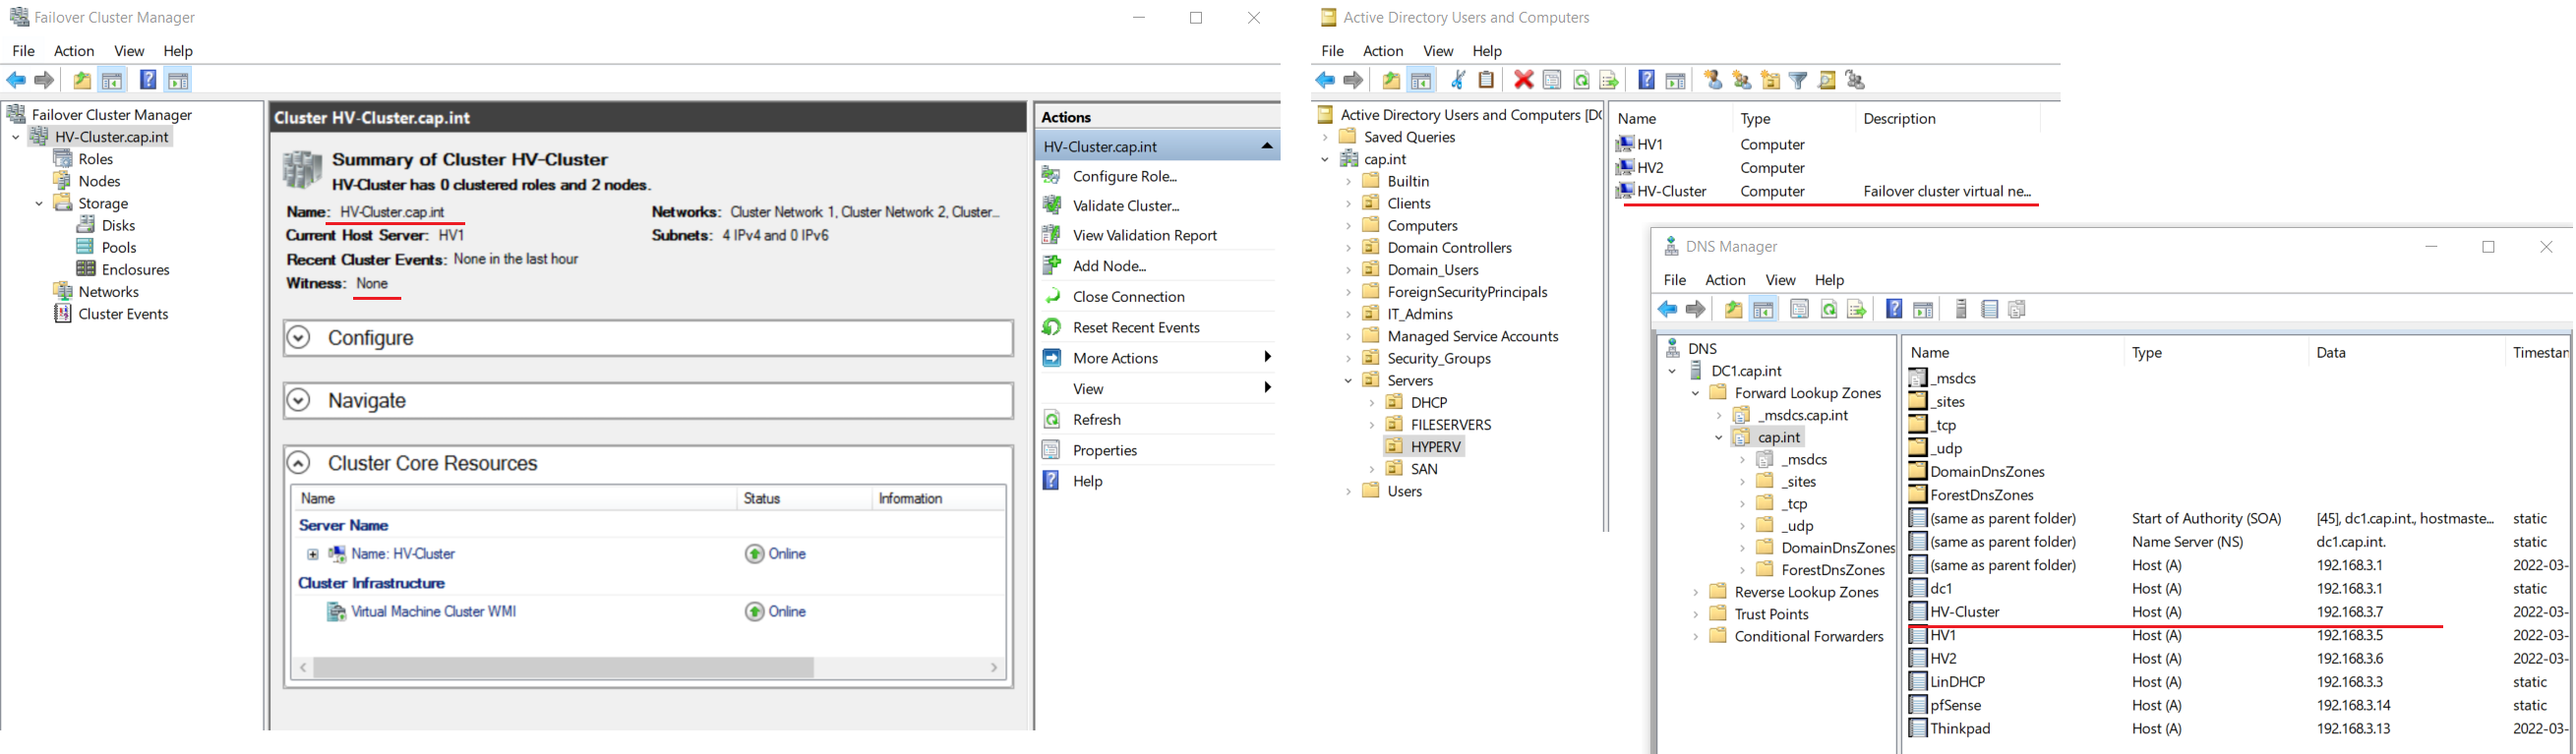 Failover Cluster Manager
File Action View Help
Failover Cluster Manager
HV-Cluster.cap.int
Roles
Nodes
Storage
Disks
Pools
Enclosures
Networks
Cluster Events
Cluster HV-Cluster.cap.int
Summary of Cluster HV-Cluster
HV-Cluster has 0 clustered roles and 2 nodes.
Name: HV-Cluster.cap.int Networks: Cluster Network 1, Cluster Network 2, Cluster...
Current Host Server: HV1 Subnets: 4 IPv4 and 0 IPv6
Recent Cluster Events: None in the last hour
Witness: None
Configure
Navigate
Cluster Core Resources
Name Status Information
Server Name
Name: HV-Cluster Online
Cluster Infrastructure
Virtual Machine Cluster WMI Online
Actions
HV-Cluster.cap.int
Configure Role...
Validate Cluster...
View Validation Report
Add Node...
Close Connection
Reset Recent Events
More Actions
View
Refresh
Properties
Help
Active Directory Users and Computers
File Action View Help
Active Directory Users and Computers [DC
Saved Queries
cap.int
Builtin
Clients
Computers
Domain Controllers
Domain_Users
ForeignSecurityPrincipals
IT_Admins
Managed Service Accounts
Security_Groups
Servers
DHCP
FILESERVERS
HYPERV
SAN
Users
Name Type Description
HV1 Computer
HV2 Computer
HV-Cluster Computer Failover cluster virtual ne...
DNS Manager
File Action View Help
DNS
DC1.cap.int
Forward Lookup Zones
_msdcs.cap.int
cap.int
_msdcs
_sites
_tcp
_udp
DomainDnsZones
ForestDnsZones
Reverse Lookup Zones
Trust Points
Conditional Forwarders
Name Type Data Timestan
_msdcs
_sites
_tcp
_udp
DomainDnsZones
ForestDnsZones
(same as parent folder) Start of Authority (SOA) [45], dc1.cap.int., hostmaste... static
(same as parent folder) Name Server (NS) dc1.cap.int. static
(same as parent folder) Host (A) 192.168.3.1 2022-03-
dc1 Host (A) 192.168.3.1 static
HV-Cluster Host (A) 192.168.3.7 2022-03-
HV1 Host (A) 192.168.3.5 2022-03-
HV2 Host (A) 192.168.3.6 2022-03-
LinDHCP Host (A) 192.168.3.3 static
pfSense Host (A) 192.168.3.14 static
Thinkpad Host (A) 192.168.3.13 2022-03-